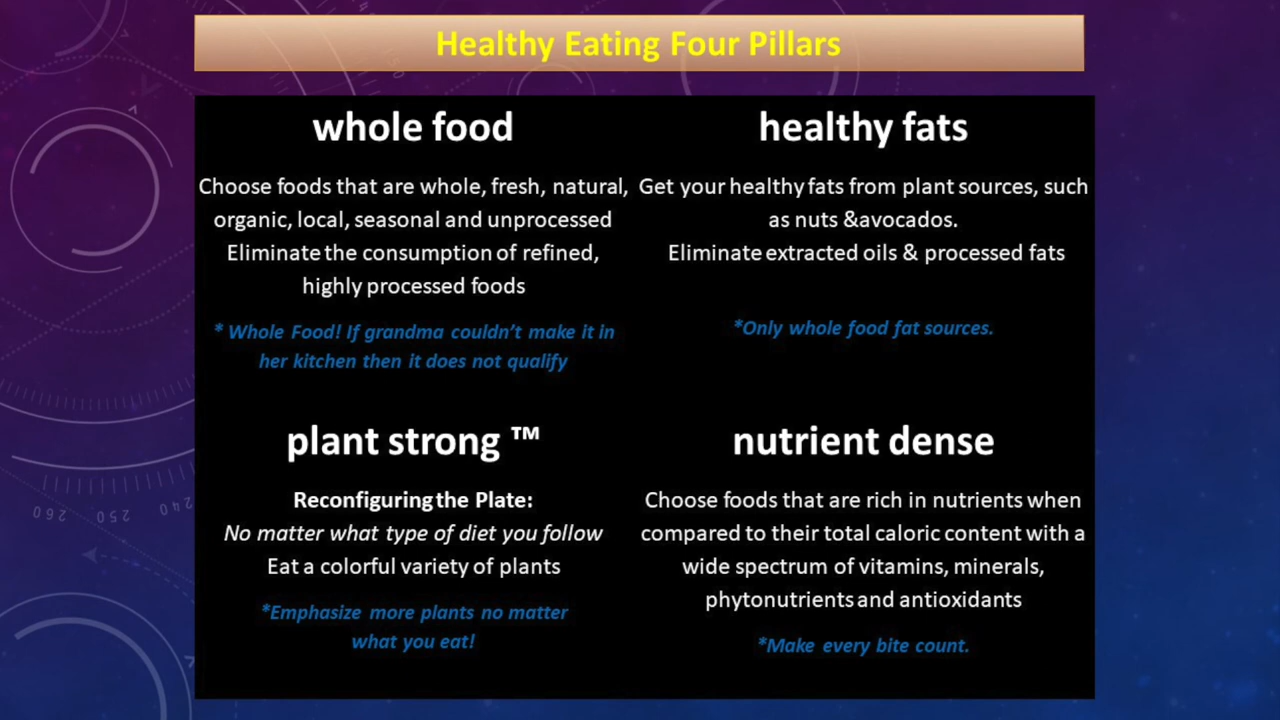 Healthy Eating Four Pillars
whole food
Choose foods that are whole, fresh, natural,
organic, local, seasonal and unprocessed
Eliminate the consumption of refined,
highly processed foods
* Whole Food! If grandma couldn't make it in
her kitchen then it does not qualify
healthy fats
Get your healthy fats from plant sources, such
as nuts &avocados.
Eliminate extracted oils & processed fats
*Only whole food fat sources.
plant strong ™
Reconfiguring the Plate:
No matter what type of diet you follow
Eat a colorful variety of plants
*Emphasize more plants no matter
what you eat!
nutrient dense
Choose foods that are rich in nutrients when
compared to their total caloric content with a
wide spectrum of vitamins, minerals,
phytonutrients and antioxidants
*Make every bite count.
260 250 240